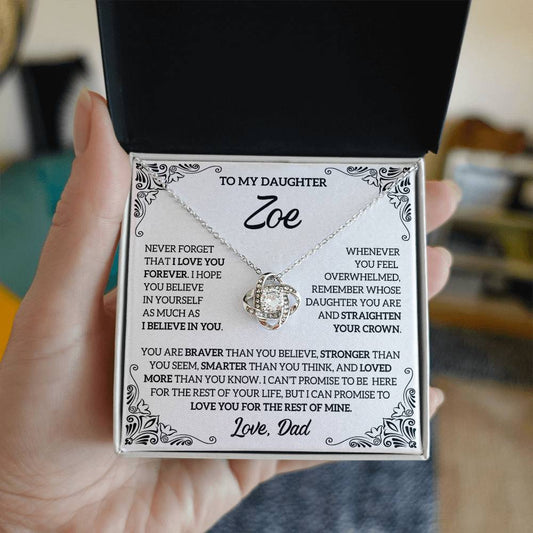 TO MY DAUGHTER
Zoe
NEVER FORGET
THAT I LOVE YOU
FOREVER. I HOPE
YOU BELIEVE
IN YOURSELF
AS MUCH AS
I BELIEVE IN YOU.
WHENEVER
YOU FEEL
OVERWHELMED,
REMEMBER WHOSE
DAUGHTER YOU ARE
AND STRAIGHTEN
YOUR CROWN.
YOU ARE BRAVER THAN YOU BELIEVE, STRONGER THAN
YOU SEEM, SMARTER THAN YOU THINK, AND LOVED
MORE THAN YOU KNOW. I CAN'T PROMISE TO BE HERE
FOR THE REST OF YOUR LIFE, BUT I CAN PROMISE TO
LOVE YOU FOR THE REST OF MINE.
Love, Dad